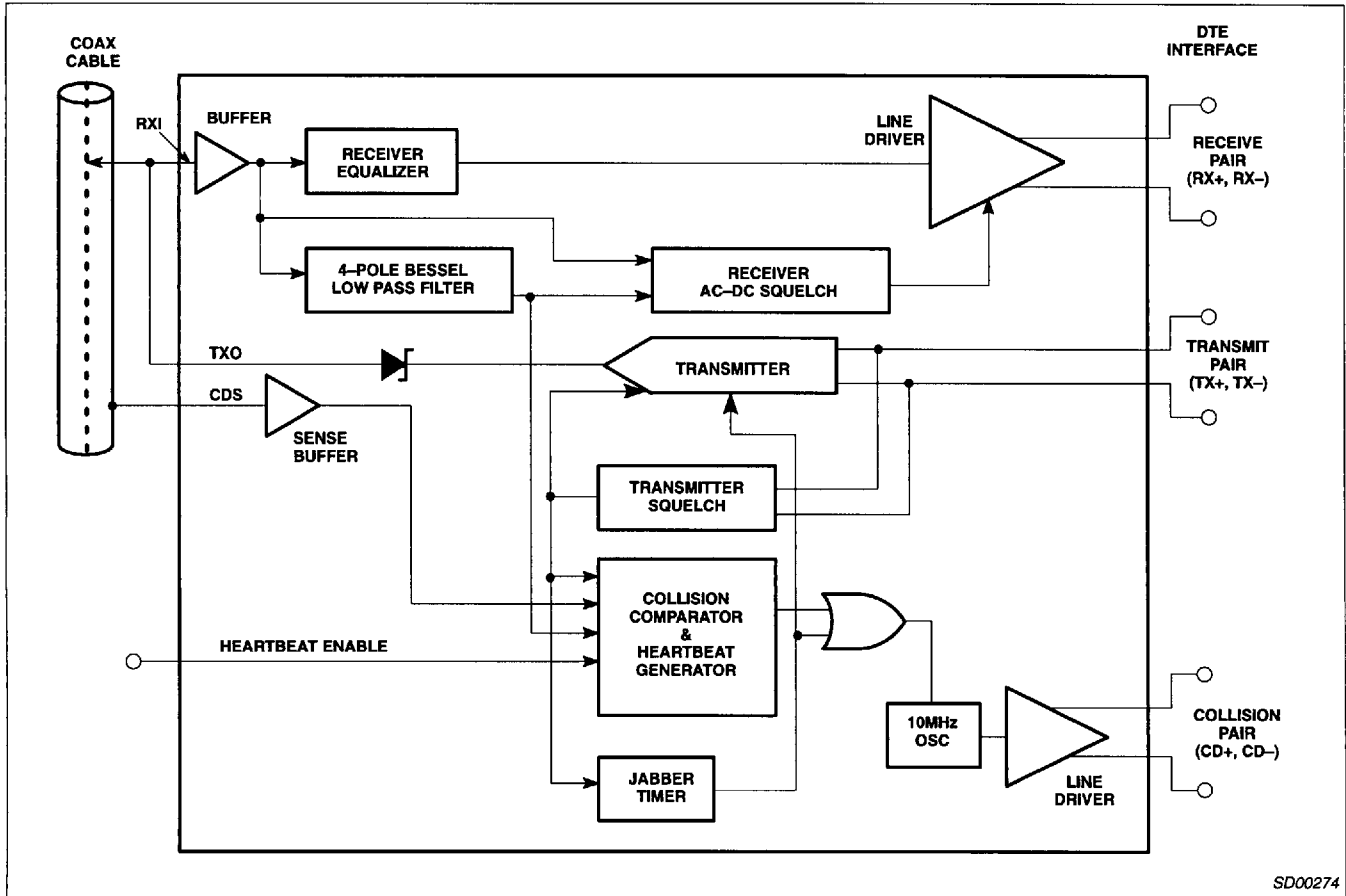 COAX
CABLE
DTE
INTERFACE
RXI
BUFFER
RECEIVER
EQUALIZER
LINE
DRIVER
RECEIVE
PAIR
(RX+, RX–)
4–POLE BESSEL
LOW PASS FILTER
RECEIVER
AC–DC SQUELCH
TXO
TRANSMITTER
TRANSMIT
PAIR
(TX+, TX–)
CDS
SENSE
BUFFER
TRANSMITTER
SQUELCH
COLLISION
COMPARATOR
&
HEARTBEAT
GENERATOR
HEARTBEAT ENABLE
10MHz
OSC
COLLISION
PAIR
(CD+, CD–)
LINE
DRIVER
JABBER
TIMER
SD00274